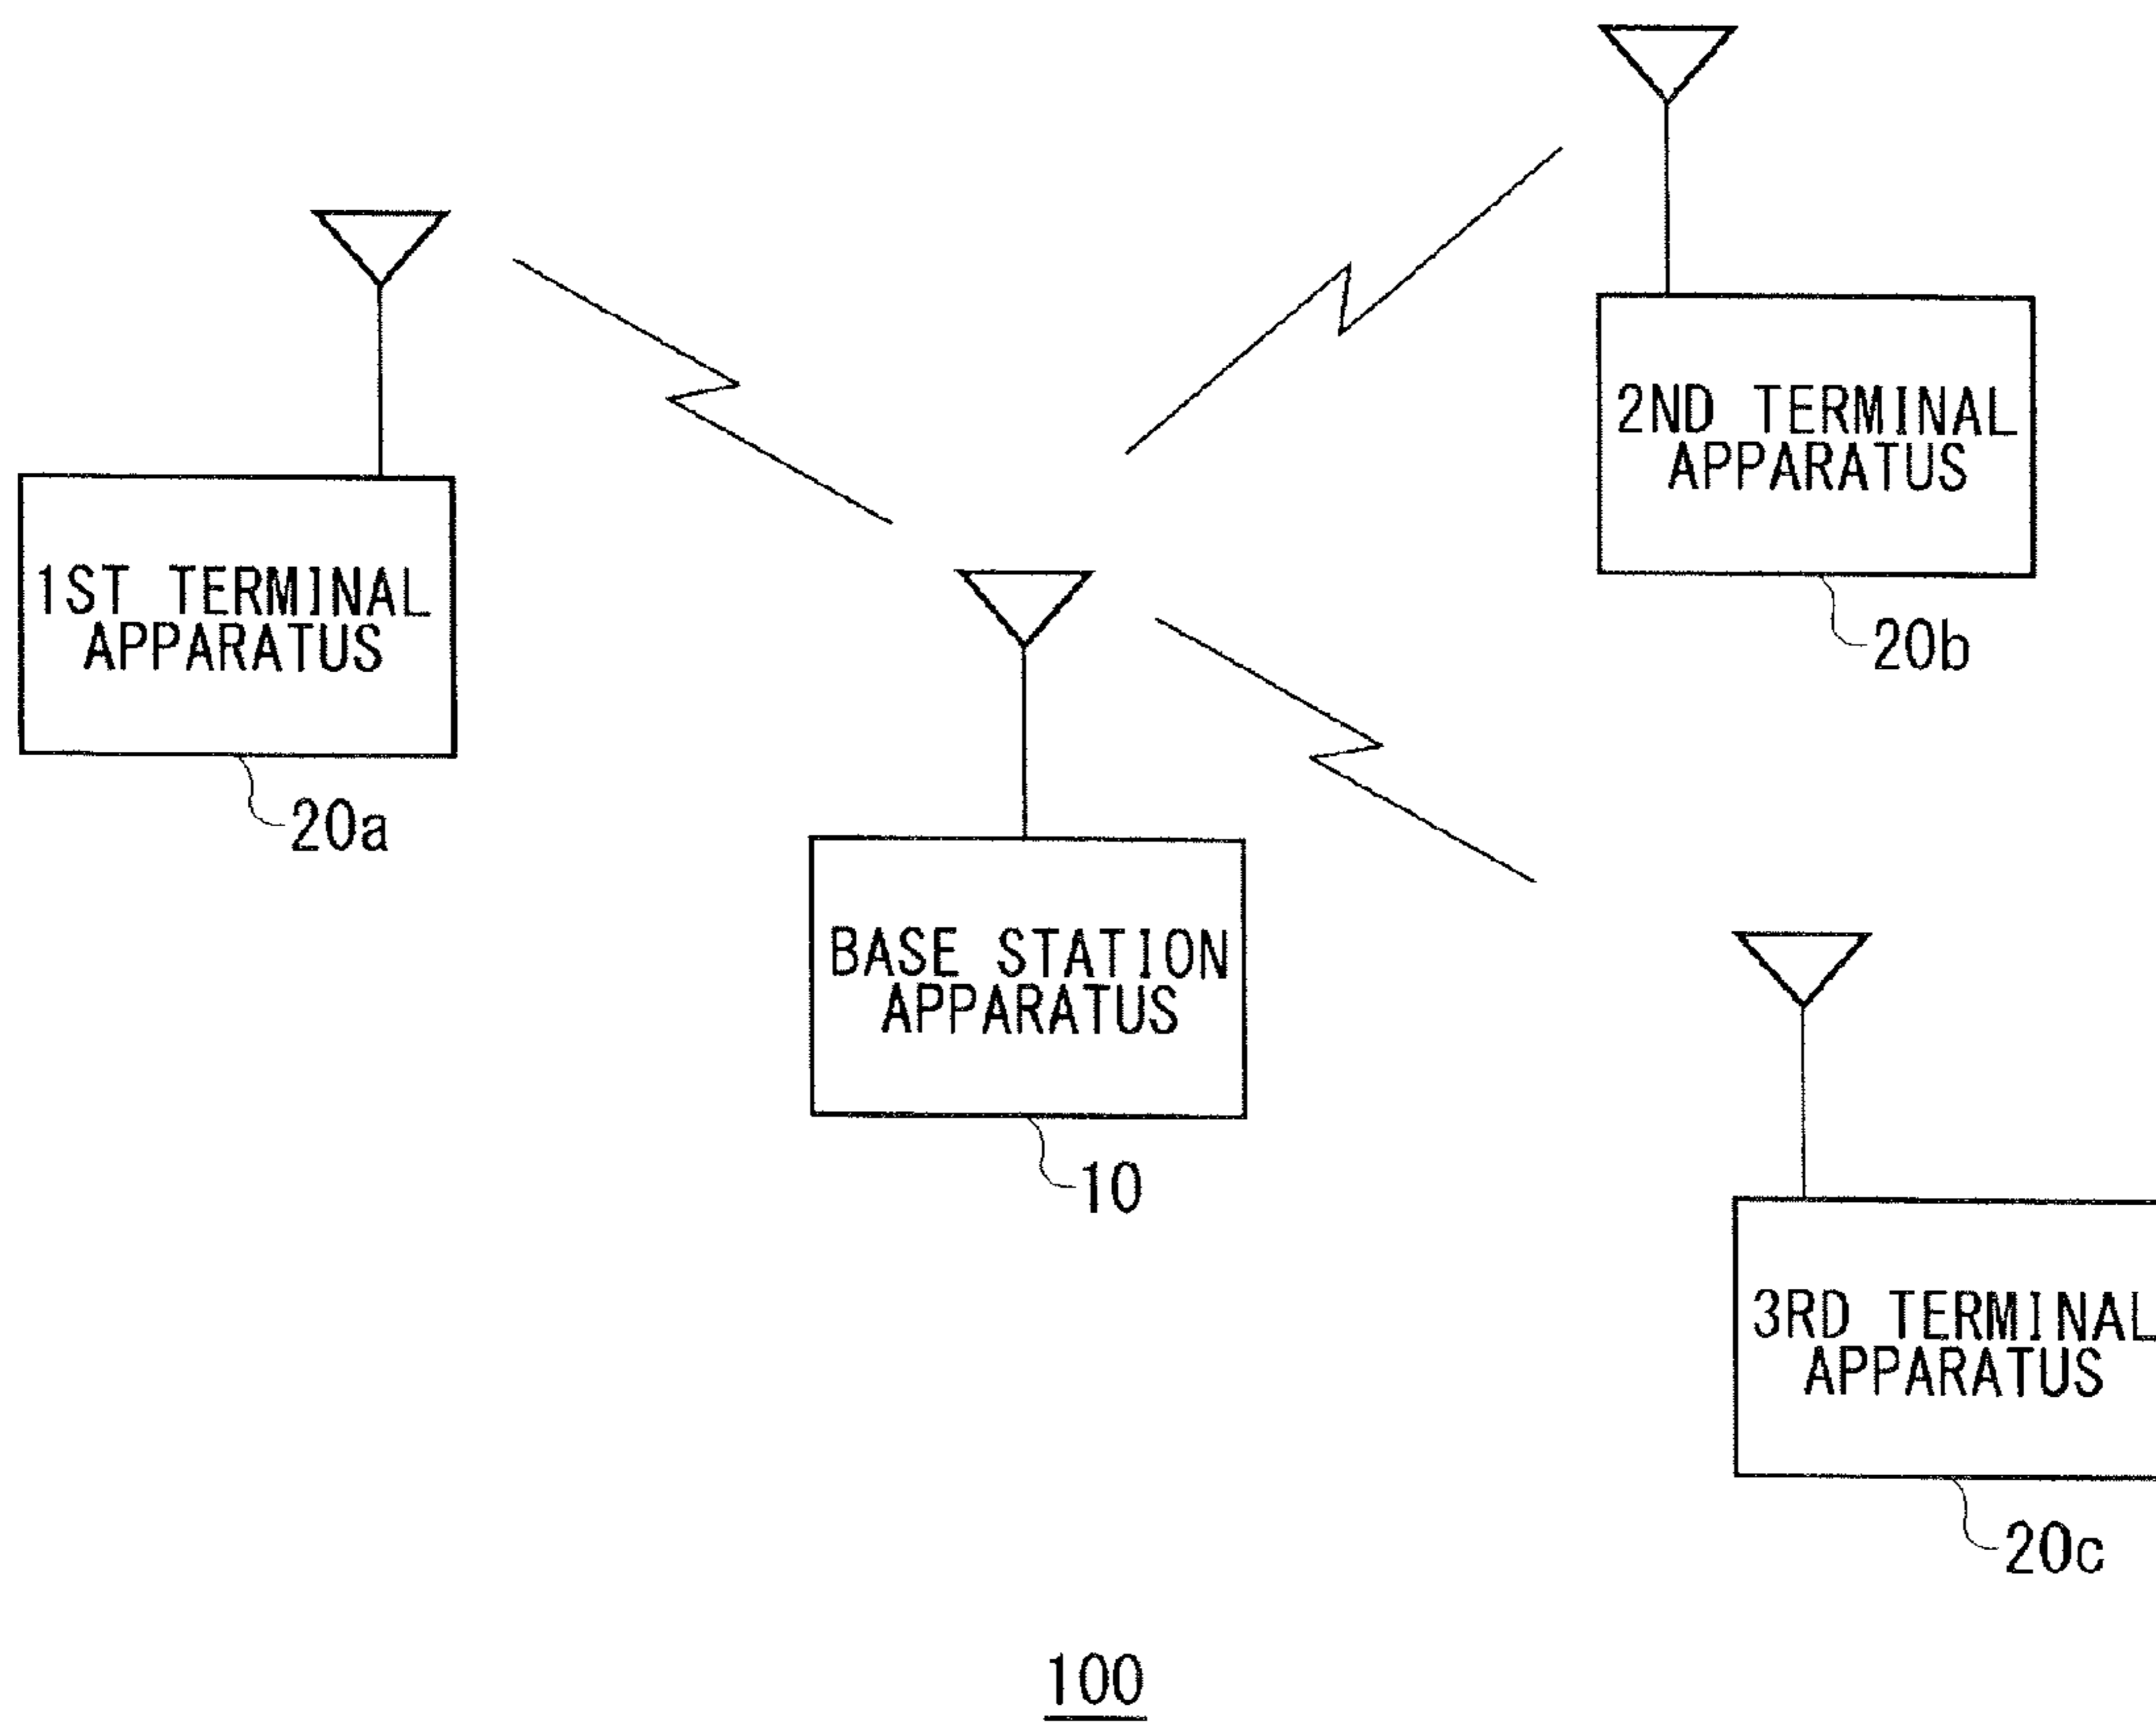 2ND TERMINAL
APPARATUS
20b
1ST TERMINAL
APPARATUS
20a
BASE STATION
APPARATUS
10
3RD TERMINAL
APPARATUS
20c
100